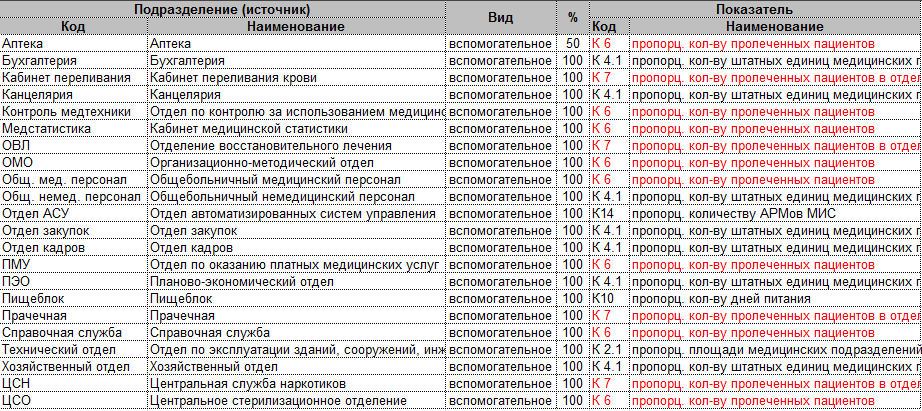 Подразделение (источник) Вид % Показатель
Код Наименование Код Наименование
Аптека Аптека вспомогательное 50 К 6 пропорц. кол-ву пролеченных пациентов
Бухгалтерия Бухгалтерия вспомогательное 100 К 4.1 пропорц. кол-ву штатных единиц медицинских г
Кабинет переливания Кабинет переливания крови вспомогательное 100 К 7 пропорц. кол-ву пролеченных пациентов в отдел
Канцелярия Канцелярия вспомогательное 100 К 4.1 пропорц. кол-ву штатных единиц медицинских г
Контроль медтехники Отдел по контролю за использованием медицинс вспомогательное 100 К 6 пропорц. кол-ву пролеченных пациентов
Медстатистика Кабинет медицинской статистики вспомогательное 100 К 6 пропорц. кол-ву пролеченных пациентов
ОВЛ Отделение восстановительного лечения вспомогательное 100 К 7 пропорц. кол-ву пролеченных пациентов в отдел
ОМО Организационно-методический отдел вспомогательное 100 К 6 пропорц. кол-ву пролеченных пациентов
Общ. мед. персонал Общебольничный медицинский персонал вспомогательное 100 К 6 пропорц. кол-ву пролеченных пациентов
Общ. немед. персонал Общебольничный немедицинский персонал вспомогательное 100 К 4.1 пропорц. кол-ву штатных единиц медицинских г
Отдел АСУ Отдел автоматизированных систем управления вспомогательное 100 К14 пропорц. количеству АРМов МИС
Отдел закупок Отдел закупок вспомогательное 100 К 4.1 пропорц. кол-ву штатных единиц медицинских г
Отдел кадров Отдел кадров вспомогательное 100 К 4.1 пропорц. кол-ву штатных единиц медицинских г
ПМУ Отдел по оказанию платных медицинских услуг вспомогательное 100 К 6 пропорц. кол-ву пролеченных пациентов
ПЭО Планово-экономический отдел вспомогательное 100 К 4.1 пропорц. кол-ву штатных единиц медицинских г
Пищеблок Пищеблок вспомогательное 100 К10 пропорц. кол-ву дней питания
Прачечная Прачечная вспомогательное 100 К 7 пропорц. кол-ву пролеченных пациентов в отдел
Справочная служба Справочная служба вспомогательное 100 К 6 пропорц. кол-ву пролеченных пациентов
Технический отдел Отдел по эксплуатации зданий, сооружений, инж вспомогательное 100 К 2.1 пропорц. площади медицинских подразделений
Хозяйственный отдел Хозяйственный отдел вспомогательное 100 К 4.1 пропорц. кол-ву штатных единиц медицинских г
ЦСН Центральная служба наркотиков вспомогательное 100 К 7 пропорц. кол-ву пролеченных пациентов в отдел
ЦСО Центральное стерилизационное отделение вспомогательное 100 К 6 пропорц. кол-ву пролеченных пациентов